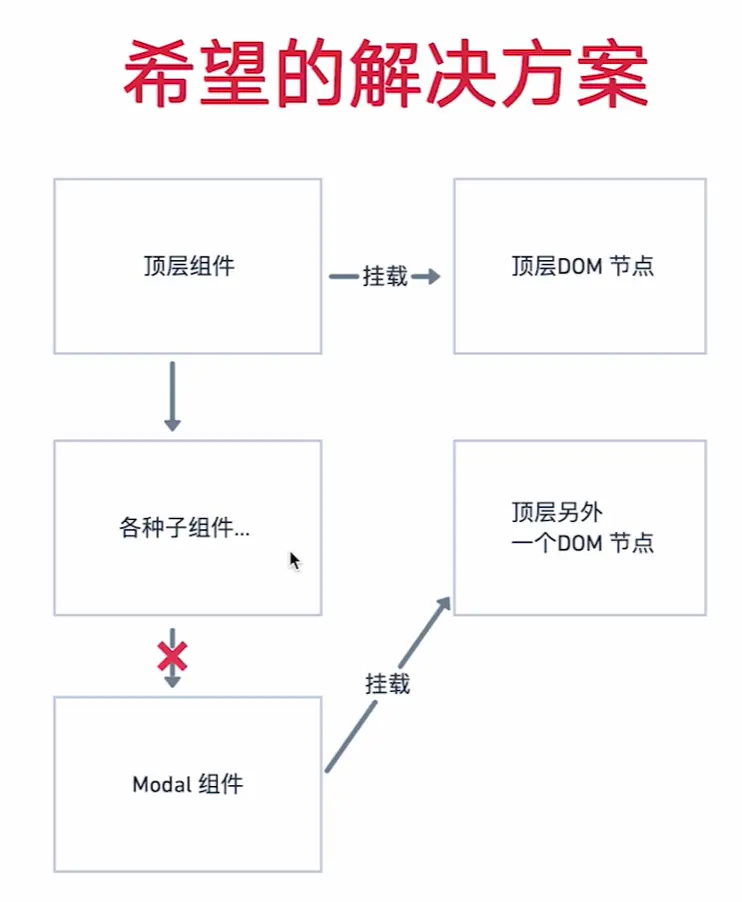 希望的解决方案
顶层组件
挂载
顶层DOM 节点
各种子组件...
顶层另外
一个DOM 节点
挂载
Modal 组件